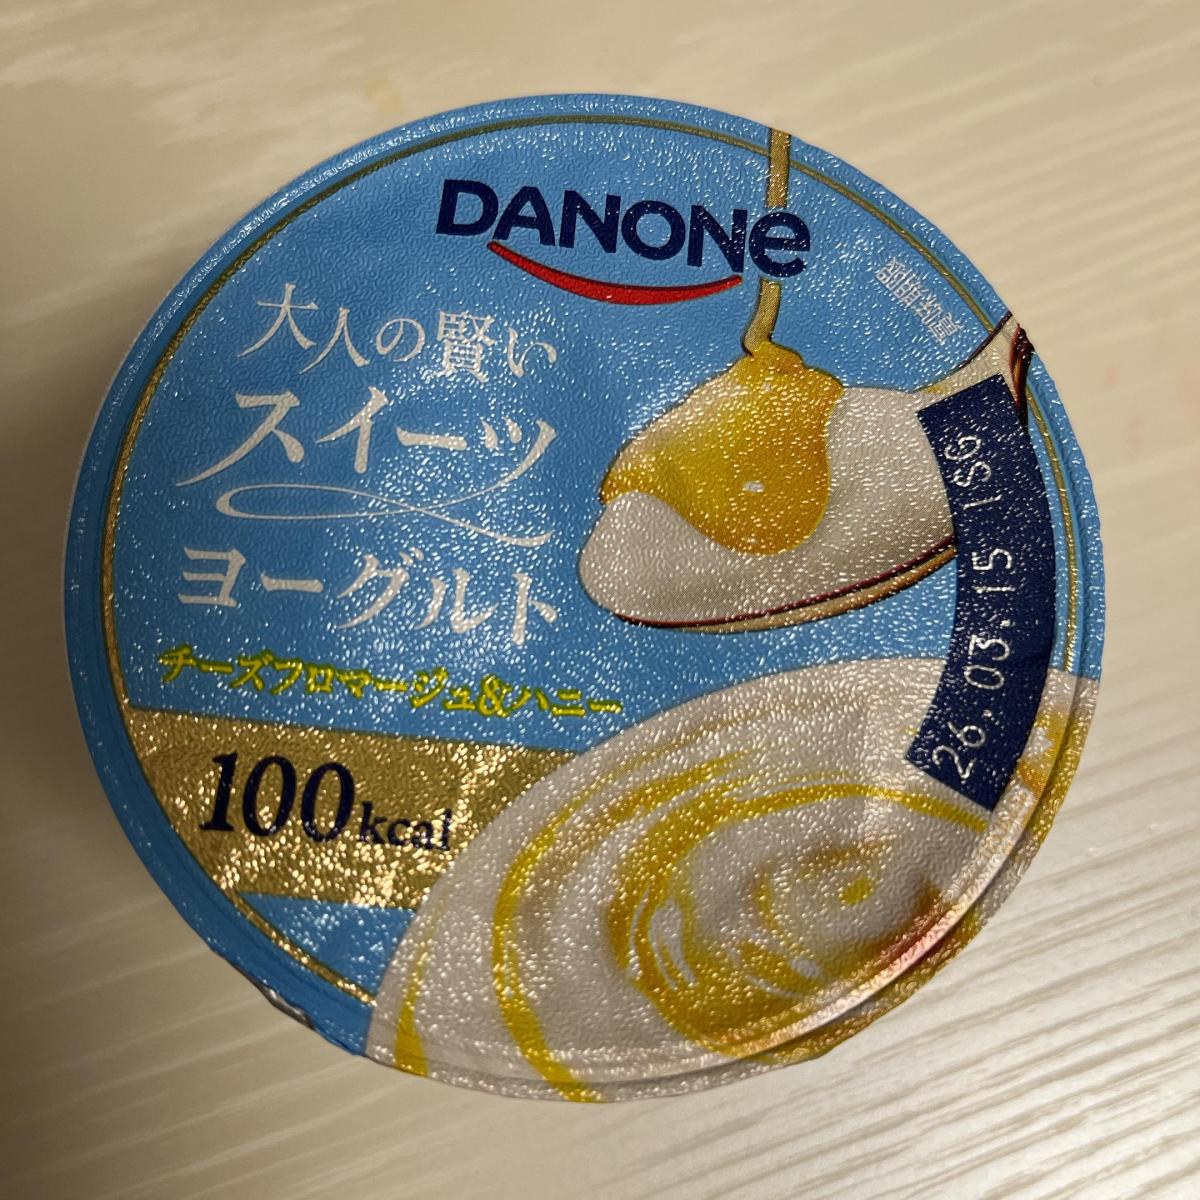 DANONE
大人の賢い
スイーツ
ヨーグルト
チーズフロマージュ&ハニー
100kcal
26.03.15 1SG